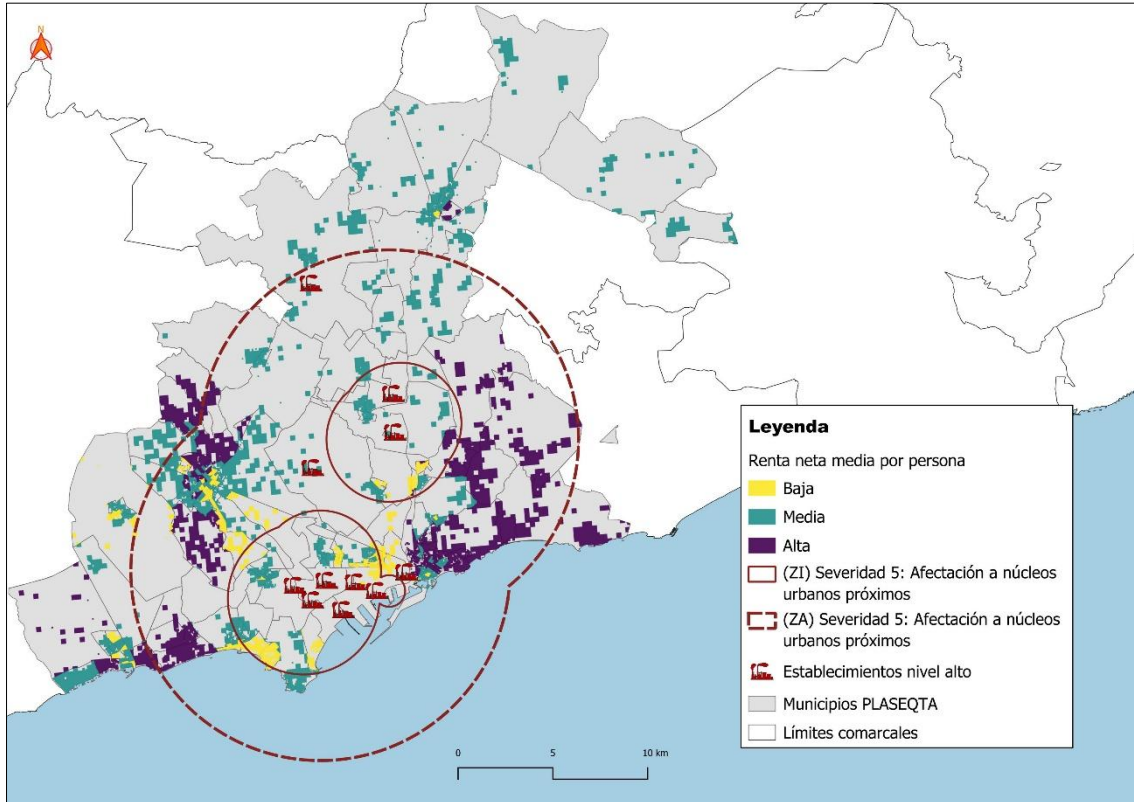 N
Leyenda
Renta neta media por persona
Baja
Media
Alta
(ZI) Severidad 5: Afectación a núcleos
urbanos próximos
(ZA) Severidad 5: Afectación a núcleos
urbanos próximos
Establecimientos nivel alto
Municipios PLASEQTA
Límites comarcales
0 5 10 km